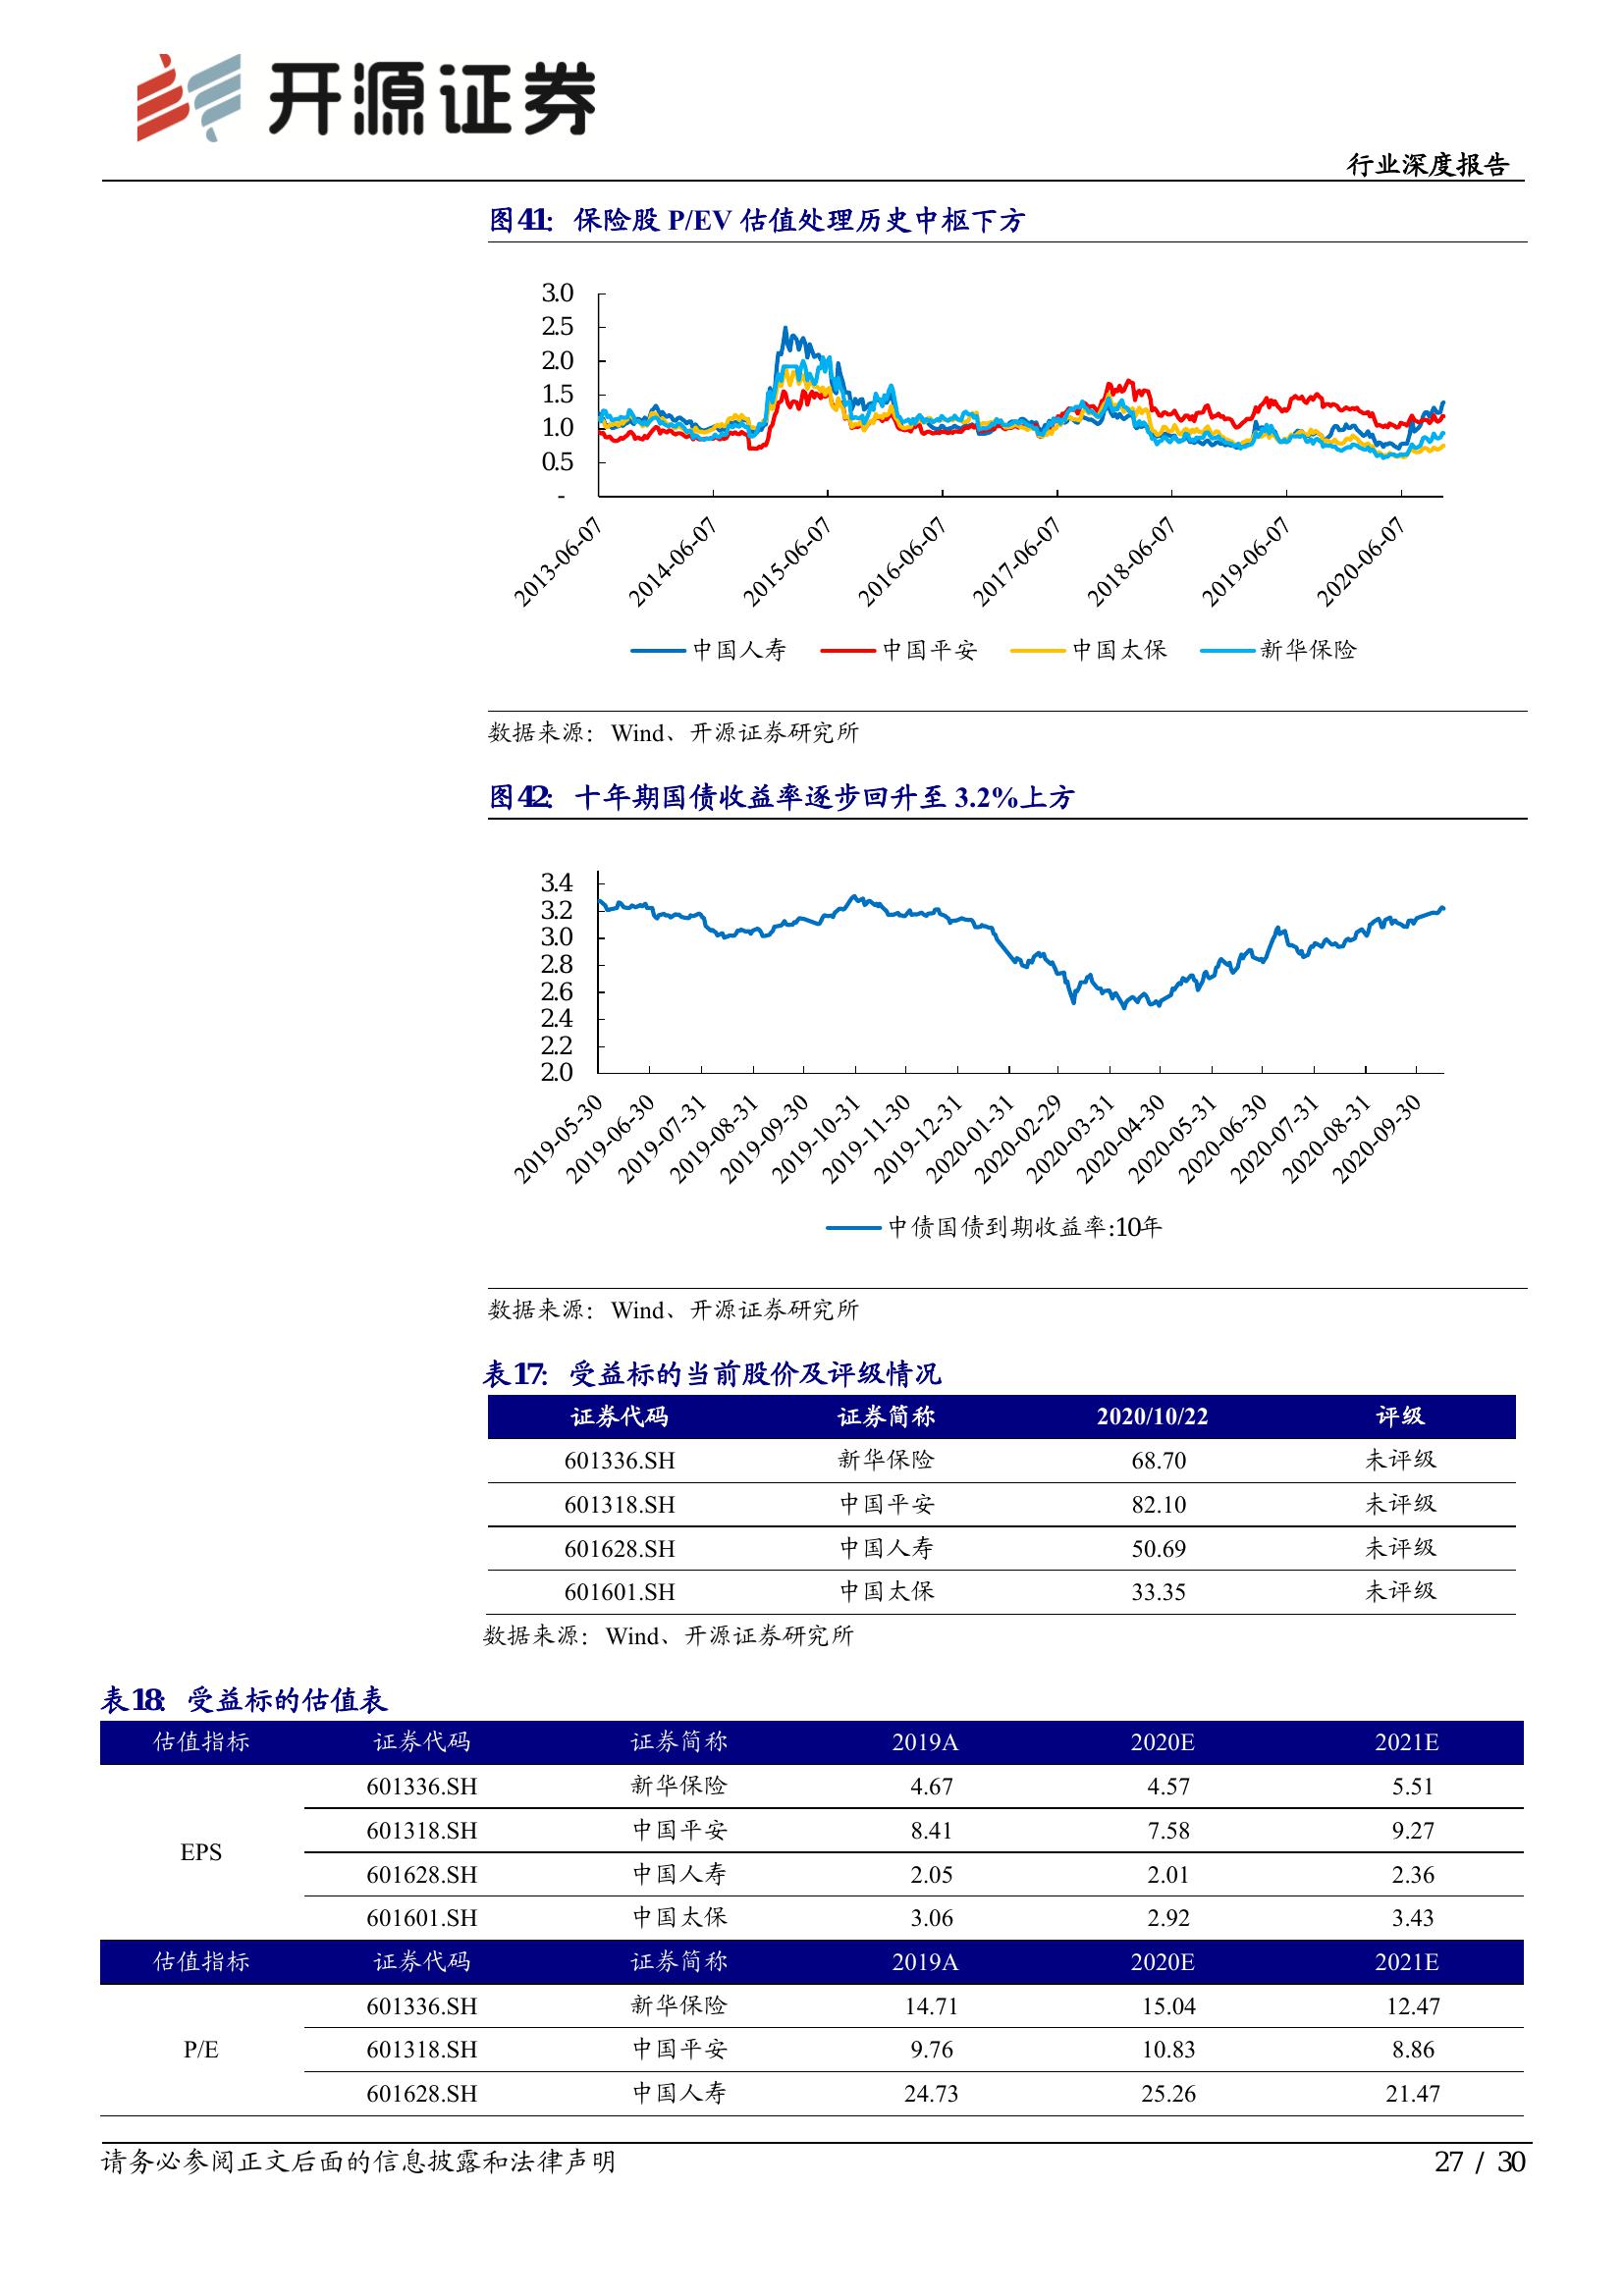 开源证券
行业深度报告
图41： 保险股 P/EV 估值处理历史中枢下方
3.0
2.5
2.0
1.5
1.0
0.5
-
2013-06-07 2014-06-07 2015-06-07 2016-06-07 2017-06-07 2018-06-07 2019-06-07 2020-06-07
中国人寿 中国平安 中国太保 新华保险
数据来源：Wind、开源证券研究所
图42： 十年期国债收益率逐步回升至 3.2%上方
3.4
3.2
3.0
2.8
2.6
2.4
2.2
2.0
2019-05-30 2019-06-30 2019-07-31 2019-08-31 2019-09-30 2019-10-31 2019-11-30 2019-12-31 2020-01-31 2020-02-29 2020-03-31 2020-04-30 2020-05-31 2020-06-30 2020-07-31 2020-08-31 2020-09-30
中债国债到期收益率:10年
数据来源：Wind、开源证券研究所
表17： 受益标的当前股价及评级情况
证券代码 证券简称 2020/10/22 评级
601336.SH 新华保险 68.70 未评级
601318.SH 中国平安 82.10 未评级
601628.SH 中国人寿 50.69 未评级
601601.SH 中国太保 33.35 未评级
数据来源：Wind、开源证券研究所
表18： 受益标的估值表
估值指标 证券代码 证券简称 2019A 2020E 2021E
601336.SH 新华保险 4.67 4.57 5.51
601318.SH 中国平安 8.41 7.58 9.27
EPS
601628.SH 中国人寿 2.05 2.01 2.36
601601.SH 中国太保 3.06 2.92 3.43
估值指标 证券代码 证券简称 2019A 2020E 2021E
601336.SH 新华保险 14.71 15.04 12.47
P/E 601318.SH 中国平安 9.76 10.83 8.86
601628.SH 中国人寿 24.73 25.26 21.47
请务必参阅正文后面的信息披露和法律声明 27 / 30